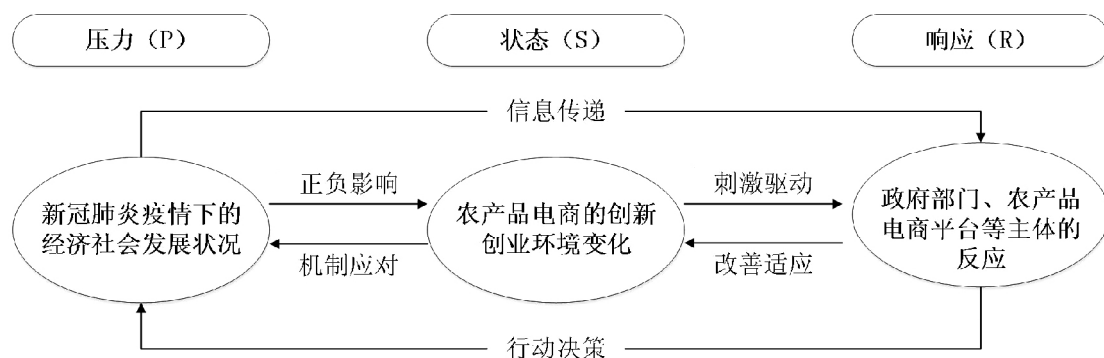 压力（P）
状态（S）
响应（R）
信息传递
正负影响
刺激驱动
新冠肺炎疫情下的
经济社会发展状况
农产品电商的创新
创业环境变化
政府部门、农产品
电商平台等主体的
反应
机制应对
改善适应
行动决策